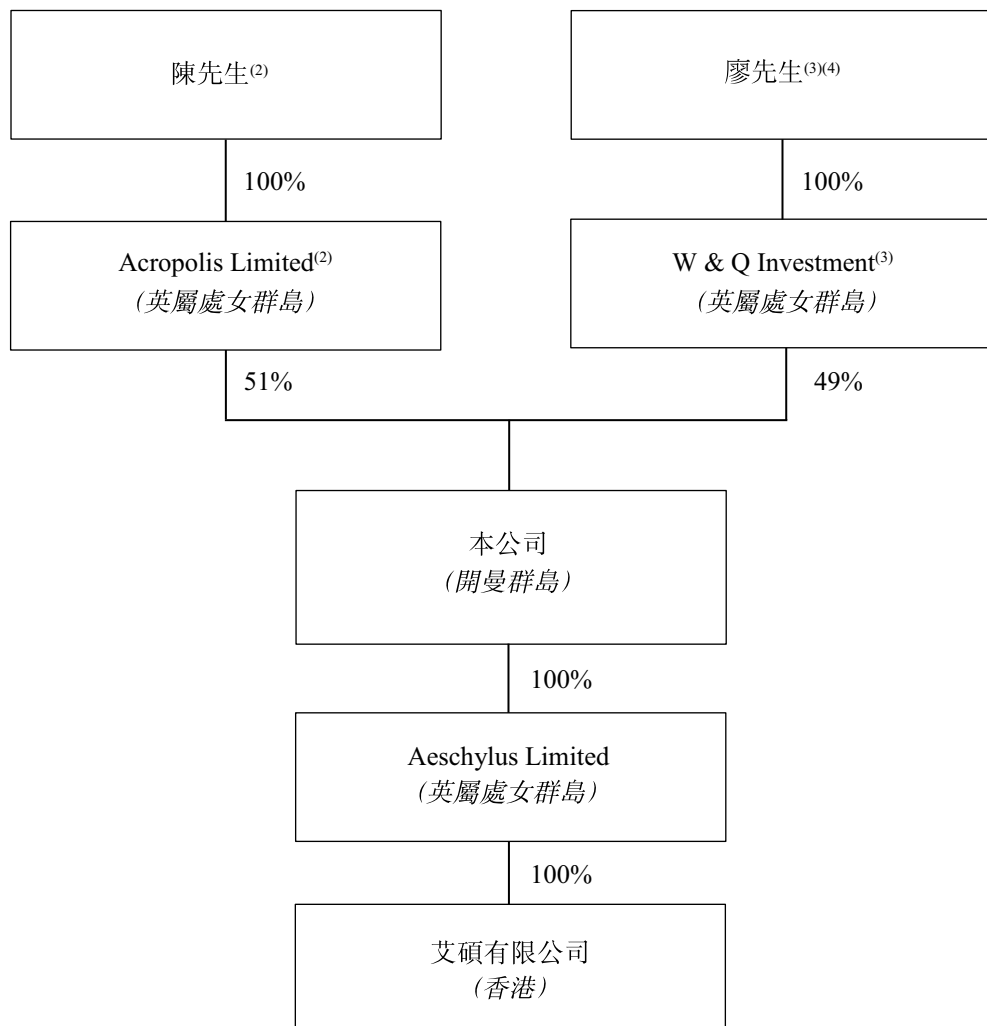 陳先生(2)
廖先生(3)(4)
100%
100%
Acropolis Limited(2)
（英屬處女群島）
W & Q Investment(3)
（英屬處女群島）
51%
49%
本公司
（開曼群島）
100%
Aeschylus Limited
（英屬處女群島）
100%
艾碩有限公司
（香港）